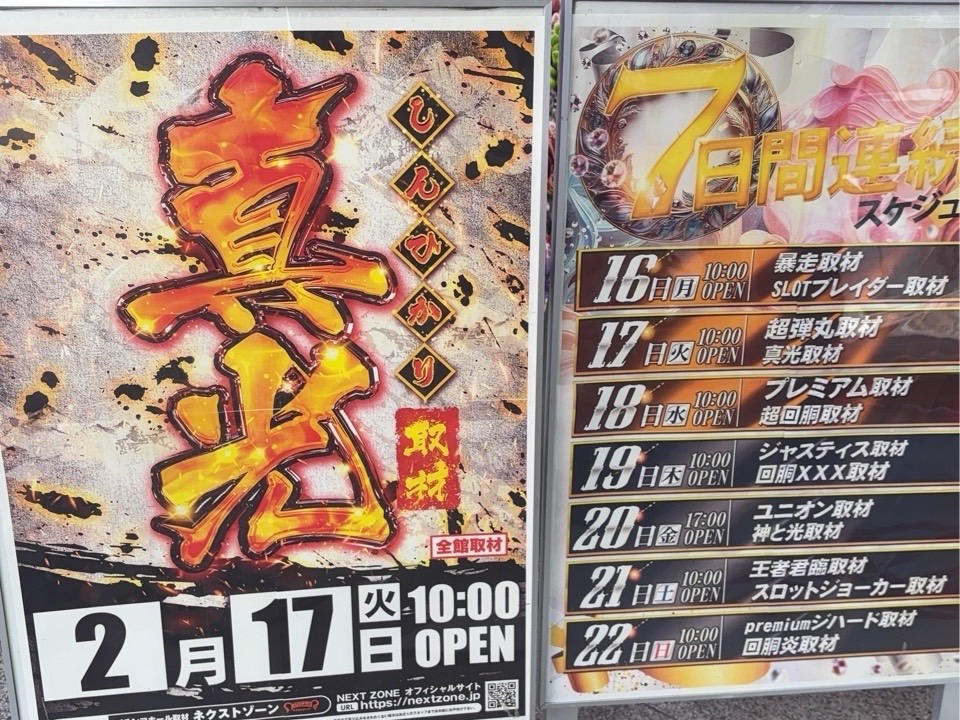 真光
しんひかり
取材
全館取材
2月17火日 10:00 OPEN
ネクストゾーン
NEXT ZONE オフィシャルサイト
URL https://nextzone.jp
7日間連続
スケジュ
16日月 10:00 OPEN
暴走取材
SLOTブレイダー取材
17日火 10:00 OPEN
超弾丸取材
真光取材
18日水 10:00 OPEN
プレミアム取材
超回胴取材
19日木 10:00 OPEN
ジャスティス取材
回胴XXX取材
20日金 17:00 OPEN
ユニオン取材
神と光取材
21日土 10:00 OPEN
王者君臨取材
スロットジョーカー取材
22日日 10:00 OPEN
premiumジハード取材
回胴炎取材